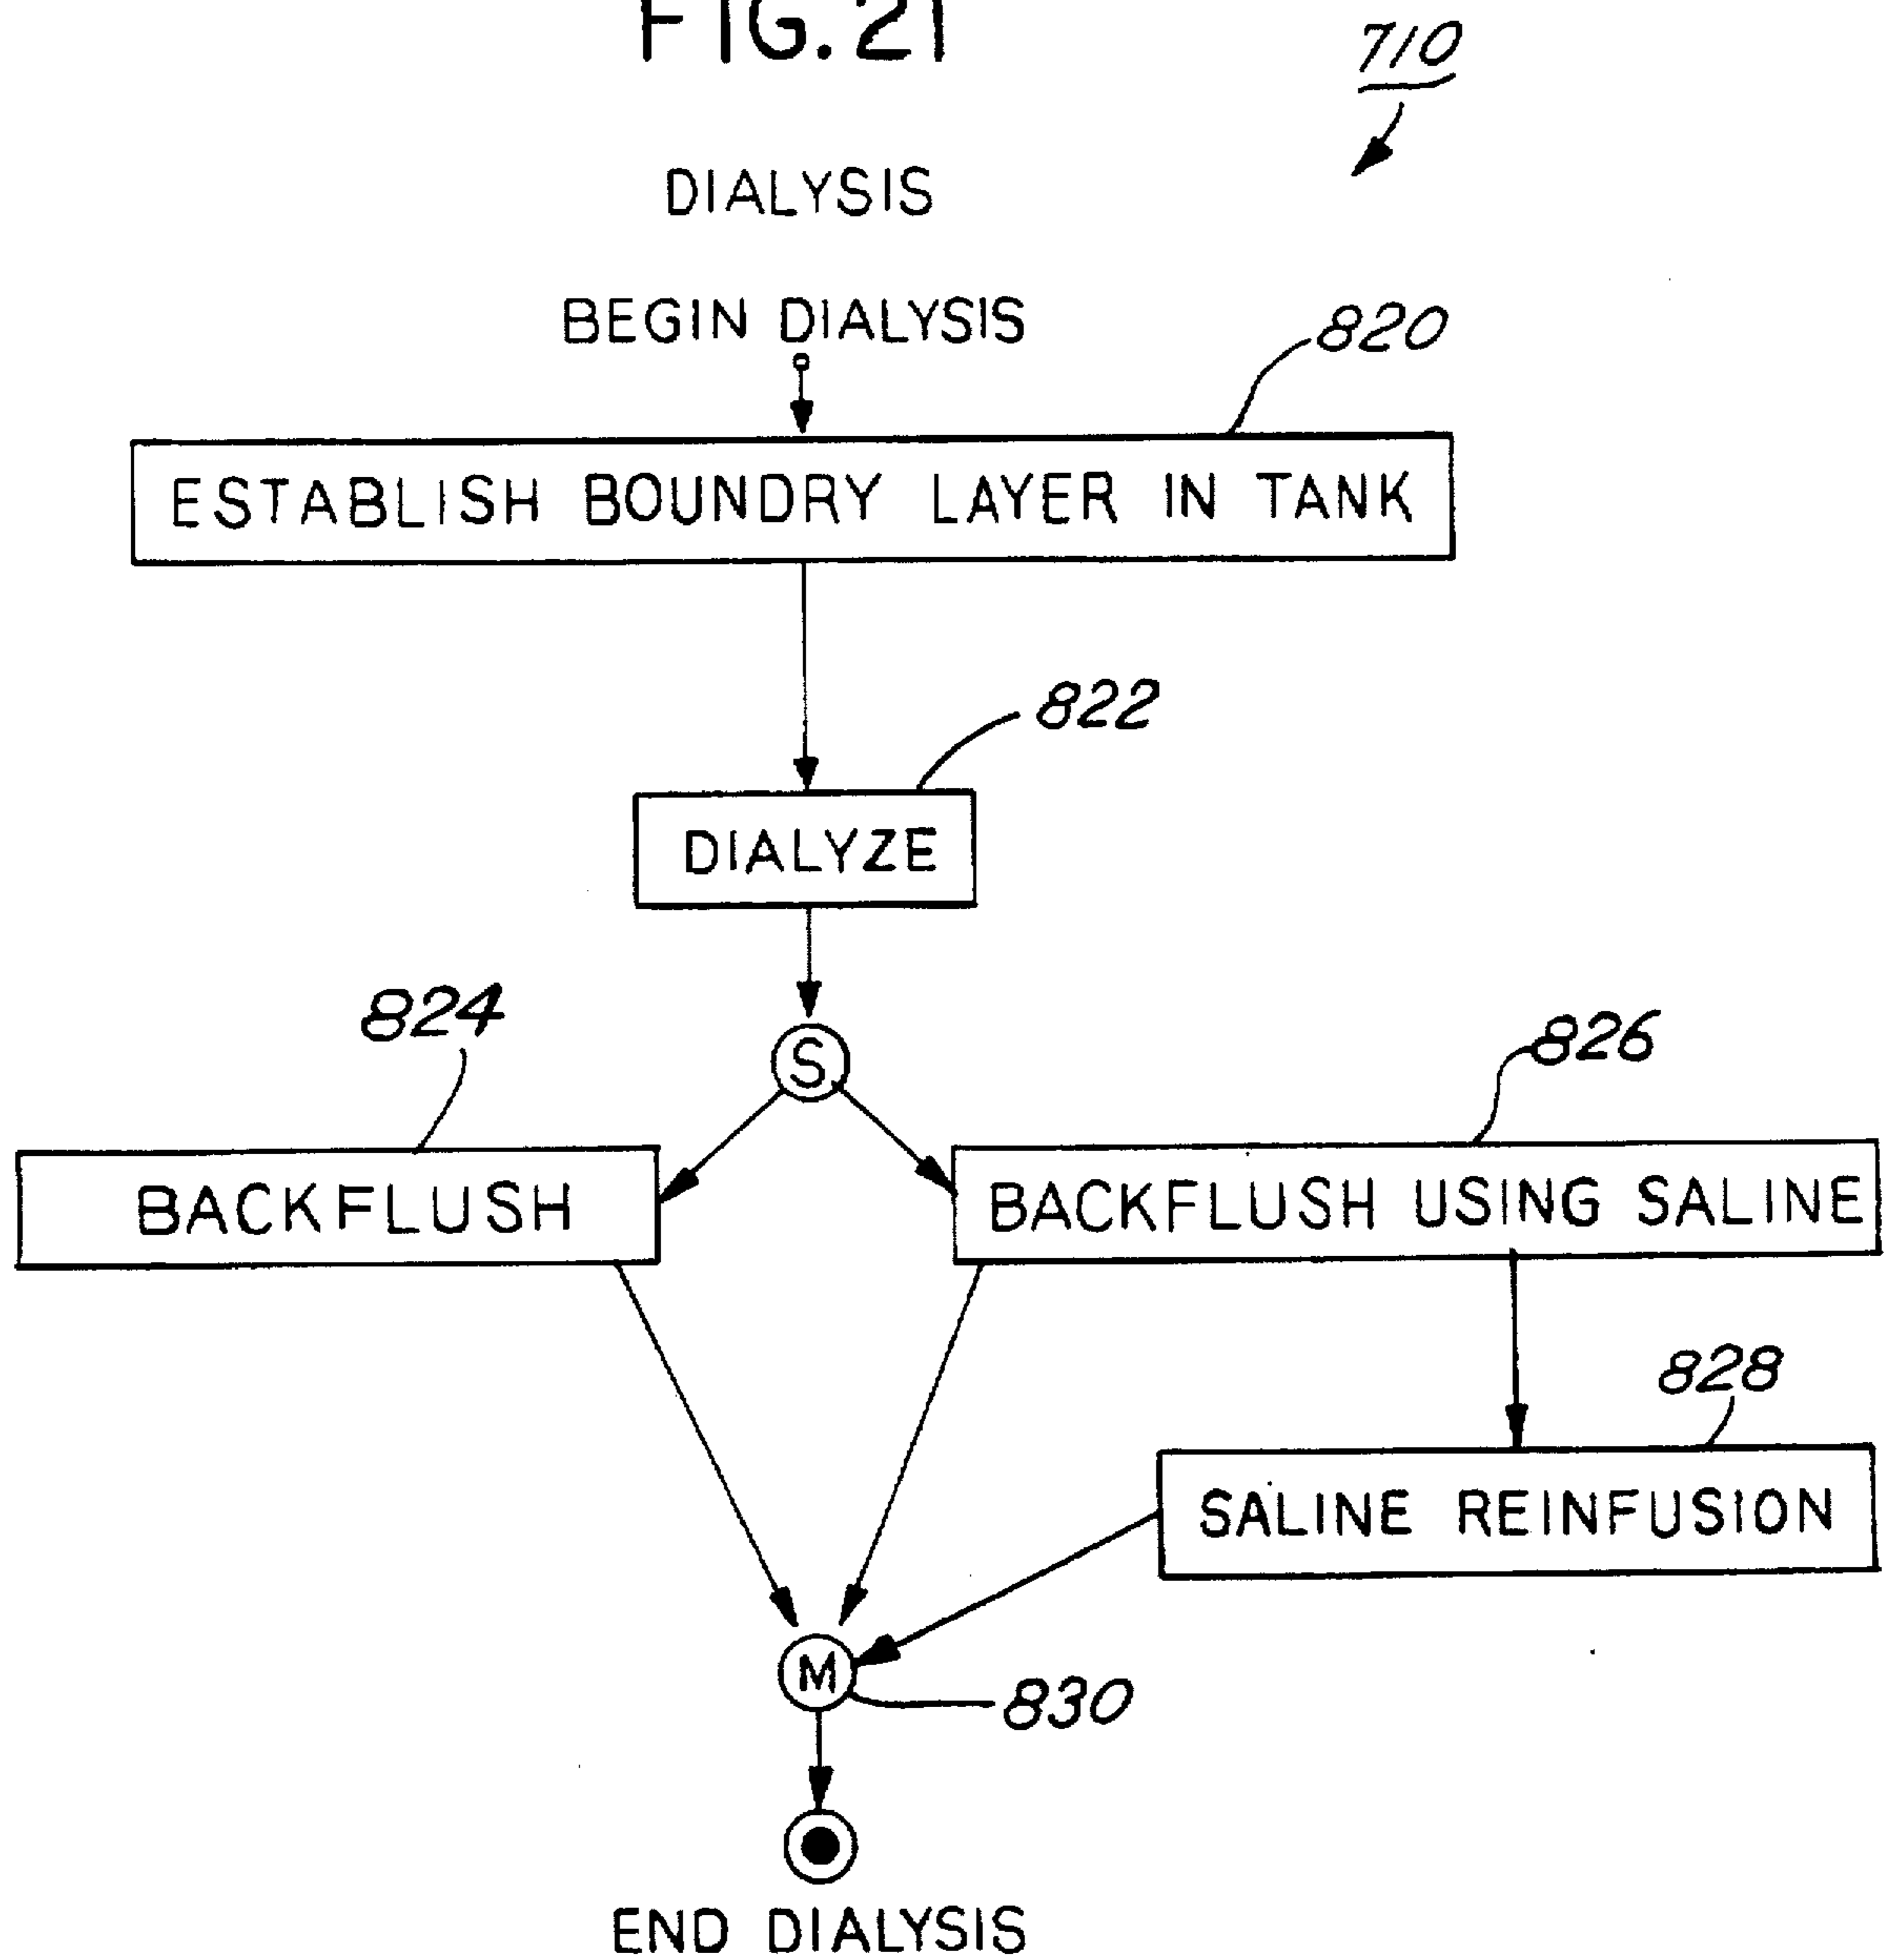 FIG. 21
710
DIALYSIS
BEGIN DIALYSIS
820
ESTABLISH BOUNDRY LAYER IN TANK
822
DIALYZE
824
S
826
BACKFLUSH
BACKFLUSH USING SALINE
828
SALINE REINFUSION
M
830
END DIALYSIS